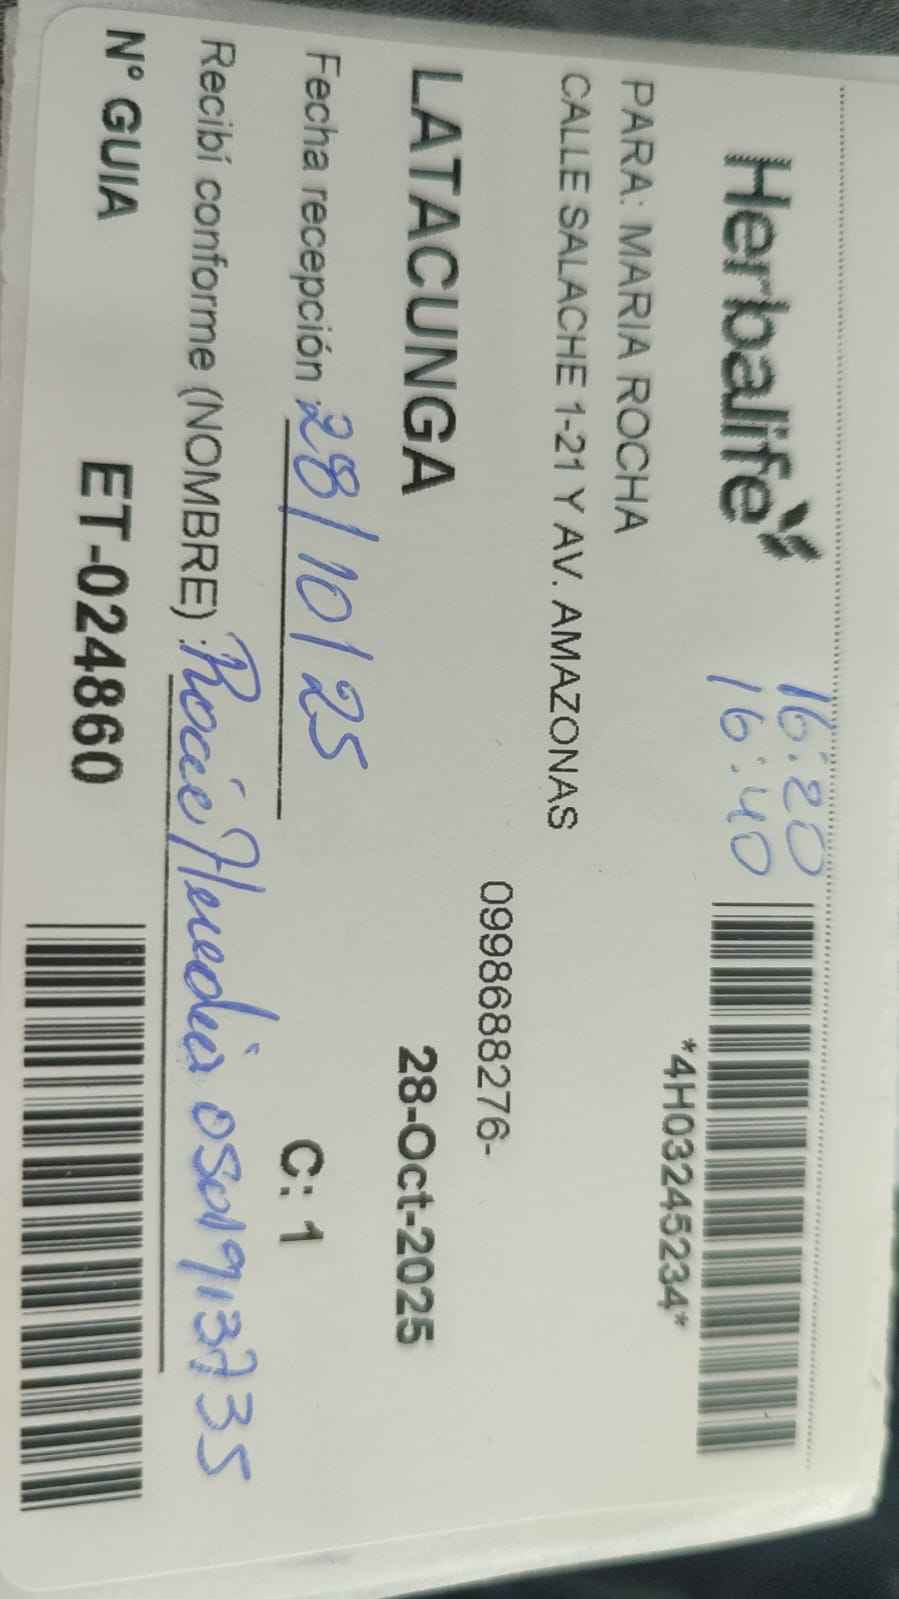 Herbalife
16:20
16:40
*4H03245234*
PARA: MARIA ROCHA
CALLE SALACHE 1-21 Y AV. AMAZONAS
0998688276-
LATACUNGA 28-Oct-2025
Fecha recepción 28/10/25 C: 1
Recibí conforme (NOMBRE): Rocío Heredia 0501913735
N° GUIA ET-024860